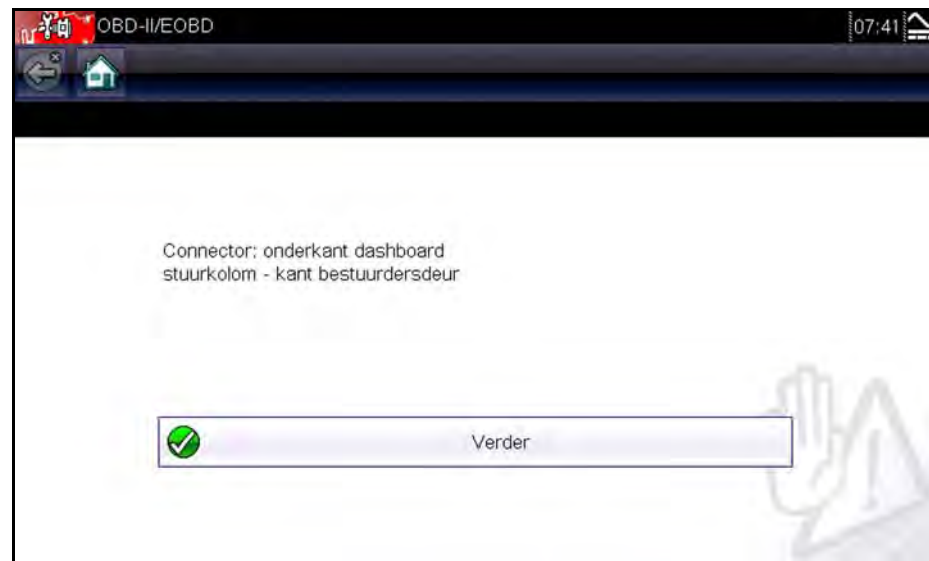 OBD-II/EOBD
07:41
Connector: onderkant dashboard
stuurkolom - kant bestuurdersdeur
Verder